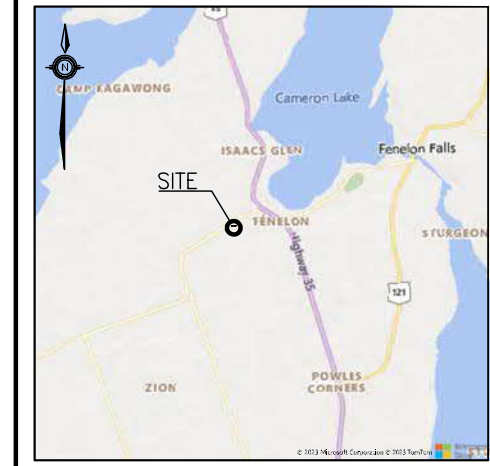 35
N
CAMP KAGAWONG
Cameron Lake
ISAACS GLEN
Fenelon Falls
SITE
FENELON
STURGEON
Highway 35
121
POWLES
CORNERS
ZION
© 2023 Microsoft Corporation © 2023 TomTom